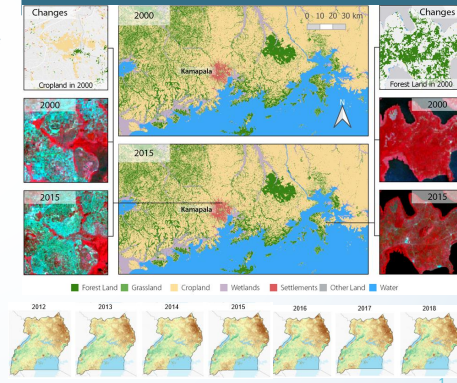 Changes
Cropland in 2000
2000
2015
2000
0 10 20 30 km
Kamapala
N
2015
Kamapala
Changes
Forest Land in 2000
2000
2015
Forest Land Grassland Cropland Wetlands Settlements Other Land Water
2012 2013 2014 2015 2016 2017 2018
1